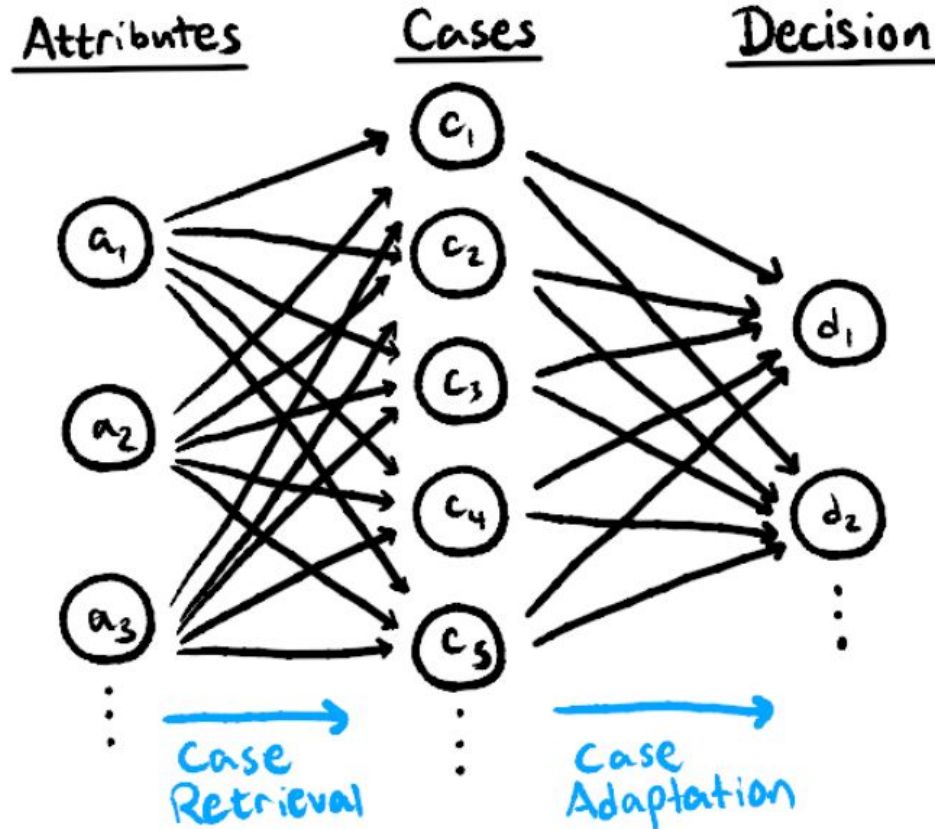 Attributes Cases Decision
c₁
a₁ c₂
d₁
c₃
a₂
c₄ d₂
a₃
c₅
Case Case
Retrieval Adaptation